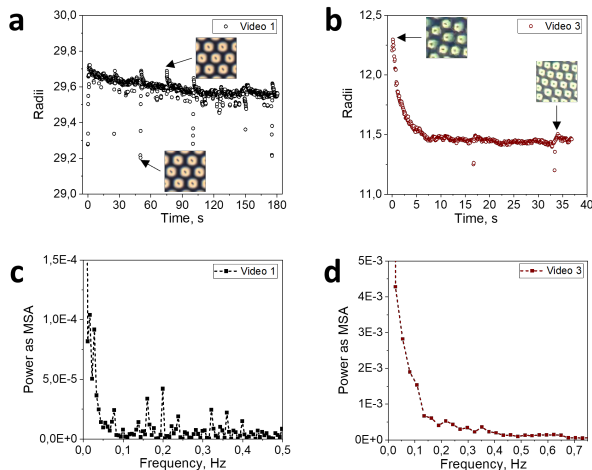 a
Video 1
30,0
29,8
29,6
29,4
29,2
29,0
Radii
0 30 60 90 120 150 180
Time, s
b
Video 3
12,5
12,0
11,5
11,0
Radii
0 5 10 15 20 25 30 35 40
Time, s
c
Video 1
1,5E-4
1,0E-4
5,0E-5
0,0E+0
Power as MSA
0,0 0,1 0,2 0,3 0,4 0,5
Frequency, Hz
d
Video 3
5E-3
4E-3
3E-3
2E-3
1E-3
0E+0
Power as MSA
0,0 0,1 0,2 0,3 0,4 0,5 0,6 0,7
Frequency, Hz